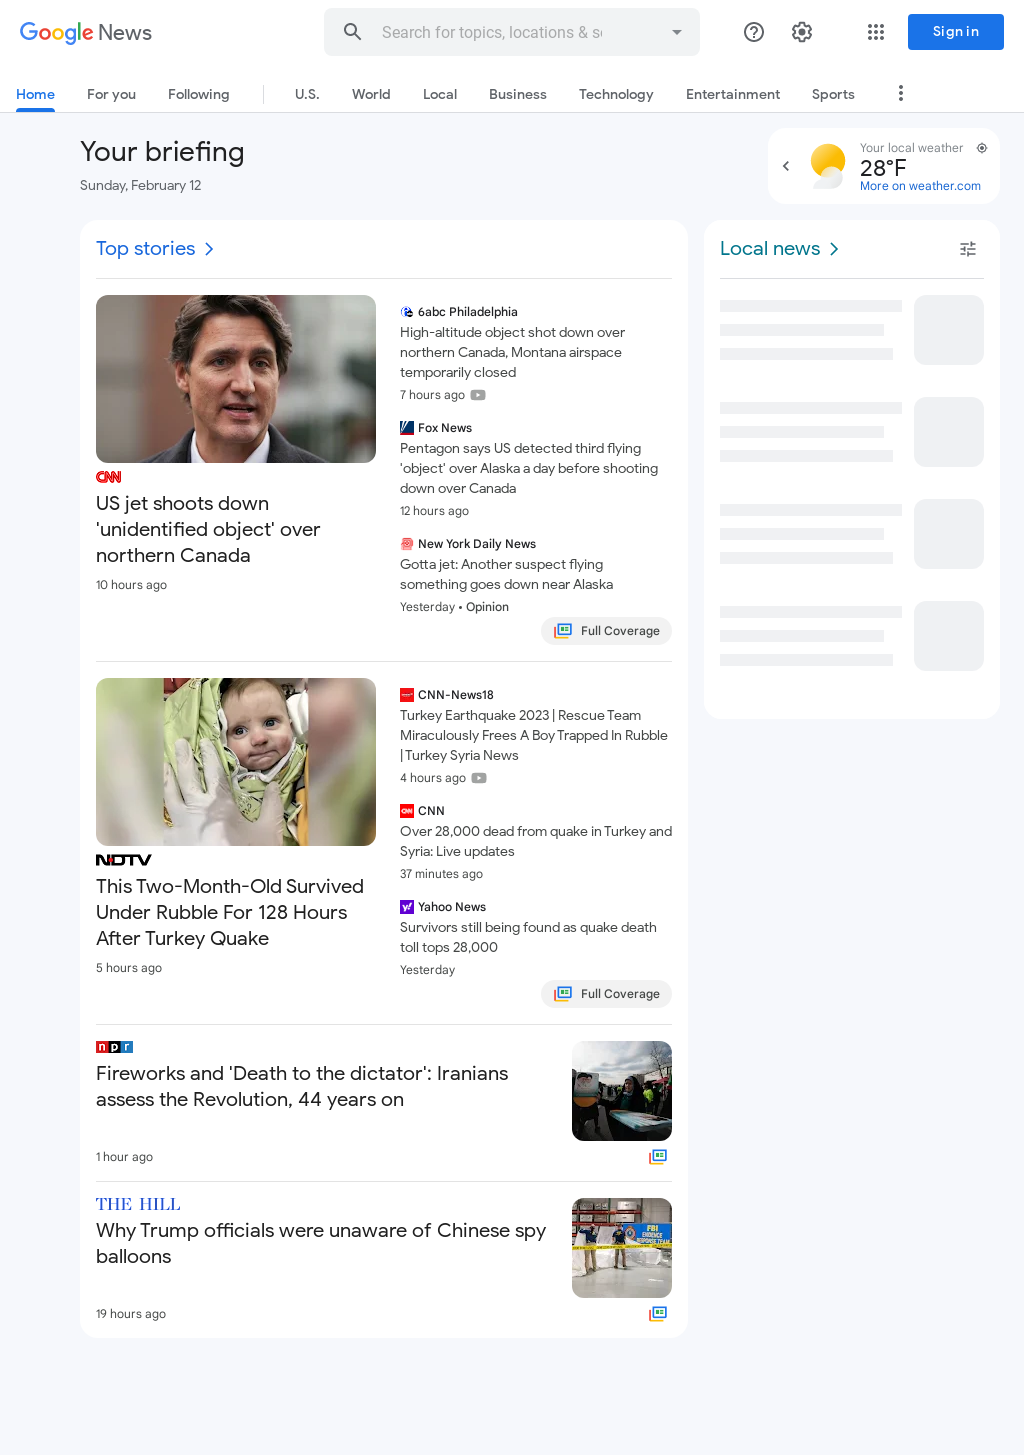 Google News
Search for topics, locations & so
Sign in
Home
For you
Following
U.S.
World
Local
Business
Technology
Entertainment
Sports
Your briefing
Sunday, February 12
Your local weather
28°F
More on weather.com
Top stories
CNN
US jet shoots down
'unidentified object' over
northern Canada
10 hours ago
6abc Philadelphia
High-altitude object shot down over
northern Canada, Montana airspace
temporarily closed
7 hours ago
Fox News
Pentagon says US detected third flying
'object' over Alaska a day before shooting
down over Canada
12 hours ago
New York Daily News
Gotta jet: Another suspect flying
something goes down near Alaska
Yesterday • Opinion
Full Coverage
NDTV
This Two-Month-Old Survived
Under Rubble For 128 Hours
After Turkey Quake
5 hours ago
CNN-News18
Turkey Earthquake 2023 | Rescue Team
Miraculously Frees A Boy Trapped In Rubble
| Turkey Syria News
4 hours ago
CNN
Over 28,000 dead from quake in Turkey and
Syria: Live updates
37 minutes ago
Yahoo News
Survivors still being found as quake death
toll tops 28,000
Yesterday
Full Coverage
npr
Fireworks and 'Death to the dictator': Iranians
assess the Revolution, 44 years on
1 hour ago
THE HILL
Why Trump officials were unaware of Chinese spy
balloons
FBI
EVIDENCE
RESPONSE TEAM
19 hours ago
Local news